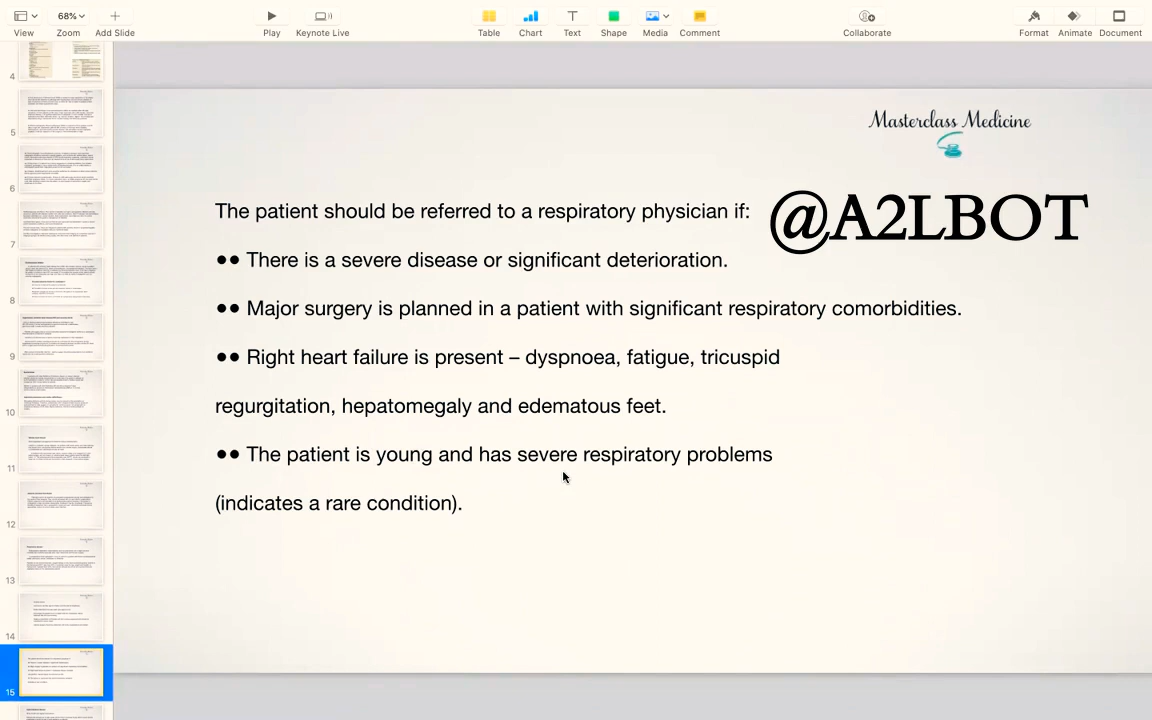 68%
View
Zoom
Add Slide
Play
Keynote Live
Table
Chart
Text
Shape
Media
Comment
Collaborate
Format
Animate
Document
4
5
6
7
8
9
10
11
12
13
14
15
Masterclass Medicine
@A2LBOT
The patient should be referred to a respiratory physician if:
●● There is a severe disease or significant deterioration.
●● Major surgery is planned in a patient with significant respiratory comorbidities.
●● Right heart failure is present – dyspnoea, fatigue, tricuspid
regurgitation, hepatomegaly and edematous feet.
●● The patient is young and has severe respiratory problems
(indicates a rare condition).